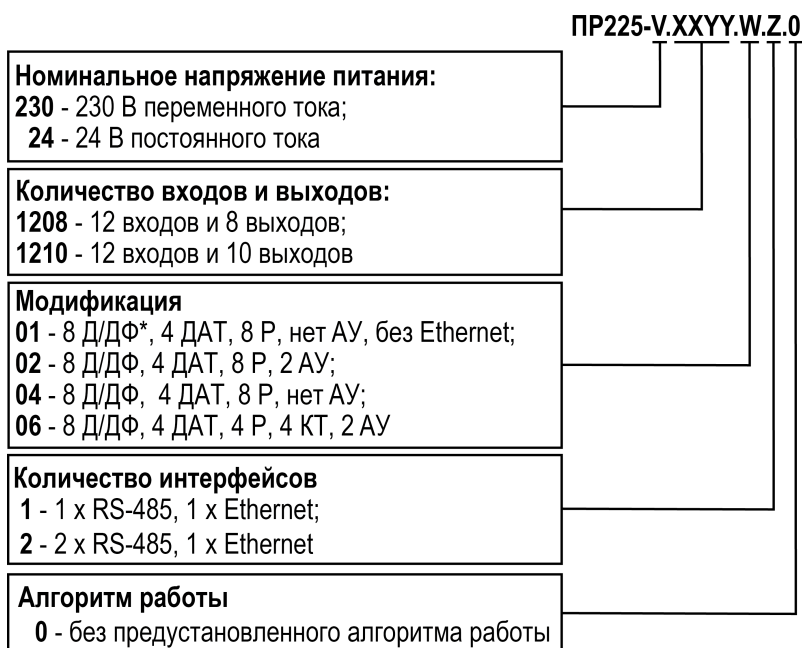 ПР225-V.XXYY.W.Z.0
Номинальное напряжение питания:
230 - 230 В переменного тока;
24 - 24 В постоянного тока
Количество входов и выходов:
1208 - 12 входов и 8 выходов;
1210 - 12 входов и 10 выходов
Модификация
01 - 8 Д/ДФ*, 4 ДАТ, 8 Р, нет АУ, без Ethernet;
02 - 8 Д/ДФ, 4 ДАТ, 8 Р, 2 АУ;
04 - 8 Д/ДФ, 4 ДАТ, 8 Р, нет АУ;
06 - 8 Д/ДФ, 4 ДАТ, 4 Р, 4 КТ, 2 АУ
Количество интерфейсов
1 - 1 x RS-485, 1 x Ethernet;
2 - 2 x RS-485, 1 x Ethernet
Алгоритм работы
0 - без предустановленного алгоритма работы